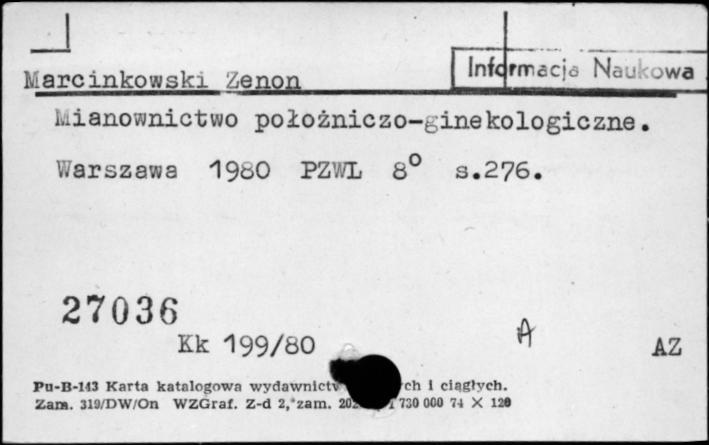 Informacja Naukowa
Marcinkowski Zenon
Mianownictwo położniczo-ginekologiczne.
Warszawa 1980 PZWL 8° s.276.
27036
Kk 199/80
A
AZ
Pu-B-143 Karta katalogowa wydawnictw ch i ciągłych.
Zam. 319/DW/On WZGraf. Z-d 2, zam. 730 000 74 X 120